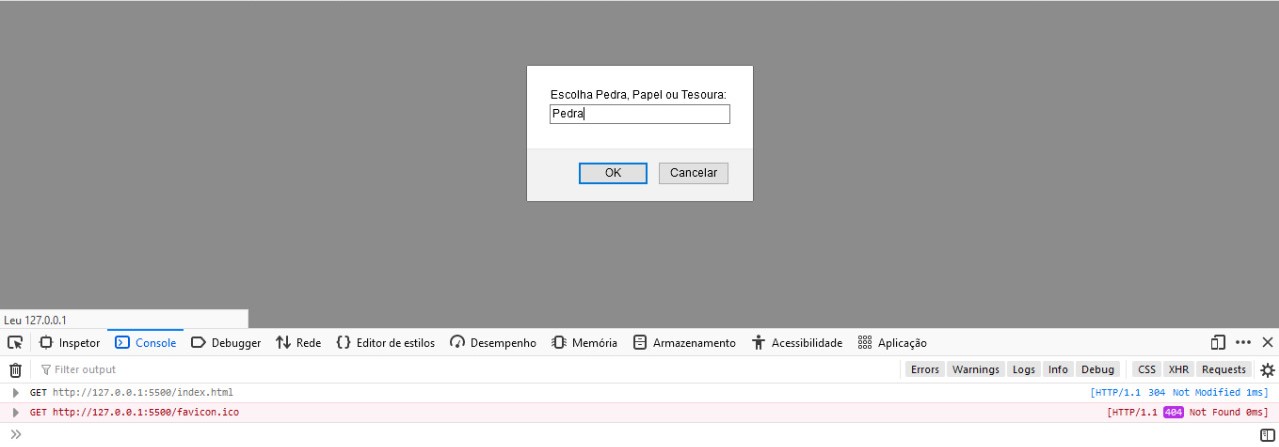 Escolha Pedra, Papel ou Tesoura:
Pedra
OK Cancelar
Leu 127.0.0.1
Inspetor Console Debugger Rede Editor de estilos Desempenho Memória Armazenamento Acessibilidade Aplicação
Filter output Errors Warnings Logs Info Debug CSS XHR Requests
GET http://127.0.0.1:5500/index.html [HTTP/1.1 304 Not Modified 1ms]
GET http://127.0.0.1:5500/favicon.ico [HTTP/1.1 404 Not Found 0ms]